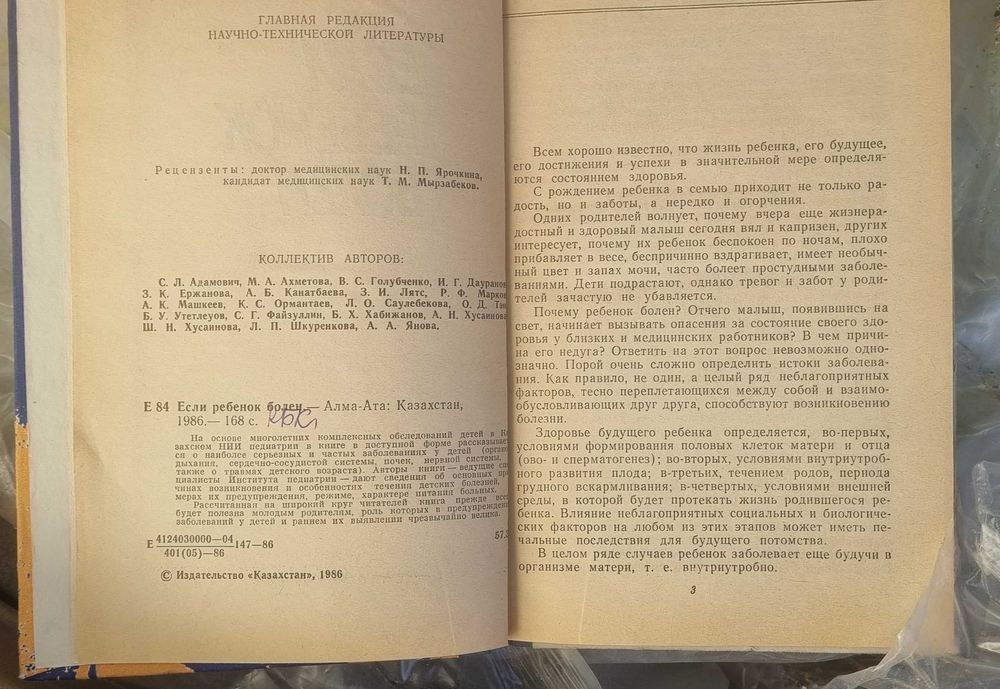 ГЛАВНАЯ РЕДАКЦИЯ
НАУЧНО-ТЕХНИЧЕСКОЙ ЛИТЕРАТУРЫ
Рецензенты: доктор медицинских наук Н. П. Ярочкина,
кандидат медицинских наук Т. М. Мырзабеков.
КОЛЛЕКТИВ АВТОРОВ:
С. Л. Адамович, М. А. Ахметова, В. С. Голубченко, И. Г. Дауранов
З. К. Ержанова, А. Б. Канатбаева, З. И. Лятс, Р. Ф. Марков
А. К. Машкеев, К. С. Ормантаев, Л. О. Саулебекова, О. Д.
Б. У. Утетлеуов, С. Г. Файзуллин, Б. Х. Хабижанов, А. Н. Хусаинова
Ш. Н. Хусаинова, Л. П. Шкуренкова, А. А. Янова.
Е 84 Если ребенок болен.— Алма-Ата: Казахстан,
1986.— 168 с.
На основе многолетних комплексных обследований детей в
захском НИИ педиатрии в книге в доступной форме рассказывает
ся о наиболее серьезных и частых заболеваниях у детей (орган
дыхания, сердечно-сосудистой системы, почек, нервной системы,
также о травмах детского возраста). Авторы книги — ведущие спе
циалисты Института педиатрии — дают сведения об основных пр
чинах возникновения и особенностях течения детских болезней,
мерах их предупреждения, режиме, характере питания больных.
Рассчитанная на широкий круг читателей книга прежде все
будет полезна молодым родителям, роль которых в предупрежден
заболеваний у детей и раннем их выявлении чрезвычайно велика.
57.
Е 4124030000—04 147—86
401(05)—86
© Издательство «Казахстан», 1986
Всем хорошо известно, что жизнь ребенка, его будущее,
его достижения и успехи в значительной мере определя-
ются состоянием здоровья.
С рождением ребенка в семью приходит не только ра-
дость, но и заботы, а нередко и огорчения.
Одних родителей волнует, почему вчера еще жизнера-
достный и здоровый малыш сегодня вял и капризен, других
интересует, почему их ребенок беспокоен по ночам, плохо
прибавляет в весе, беспричинно вздрагивает, имеет необыч-
ный цвет и запах мочи, часто болеет простудными заболе-
ваниями. Дети подрастают, однако тревог и забот у роди-
телей зачастую не убавляется.
Почему ребенок болен? Отчего малыш, появившись на
свет, начинает вызывать опасения за состояние своего здо-
ровья у близких и медицинских работников? В чем причи-
на его недуга? Ответить на этот вопрос невозможно одно-
значно. Порой очень сложно определить истоки заболева-
ния. Как правило, не один, а целый ряд неблагоприятных
факторов, тесно переплетающихся между собой и взаимо-
обусловливающих друг друга, способствуют возникновению
болезни.
Здоровье будущего ребенка определяется, во-первых,
условиями формирования половых клеток матери и отца
(ово- и сперматогенез); во-вторых, условиями внутриутроб-
ного развития плода; в-третьих, течением родов, периода
грудного вскармливания; в-четвертых, условиями внешней
среды, в которой будет протекать жизнь родившегося ре-
бенка. Влияние неблагоприятных социальных и биологиче-
ских факторов на любом из этих этапов может иметь пе-
чальные последствия для будущего потомства.
В целом ряде случаев ребенок заболевает еще будучи в
организме матери, т. е. внутриутробно.
3